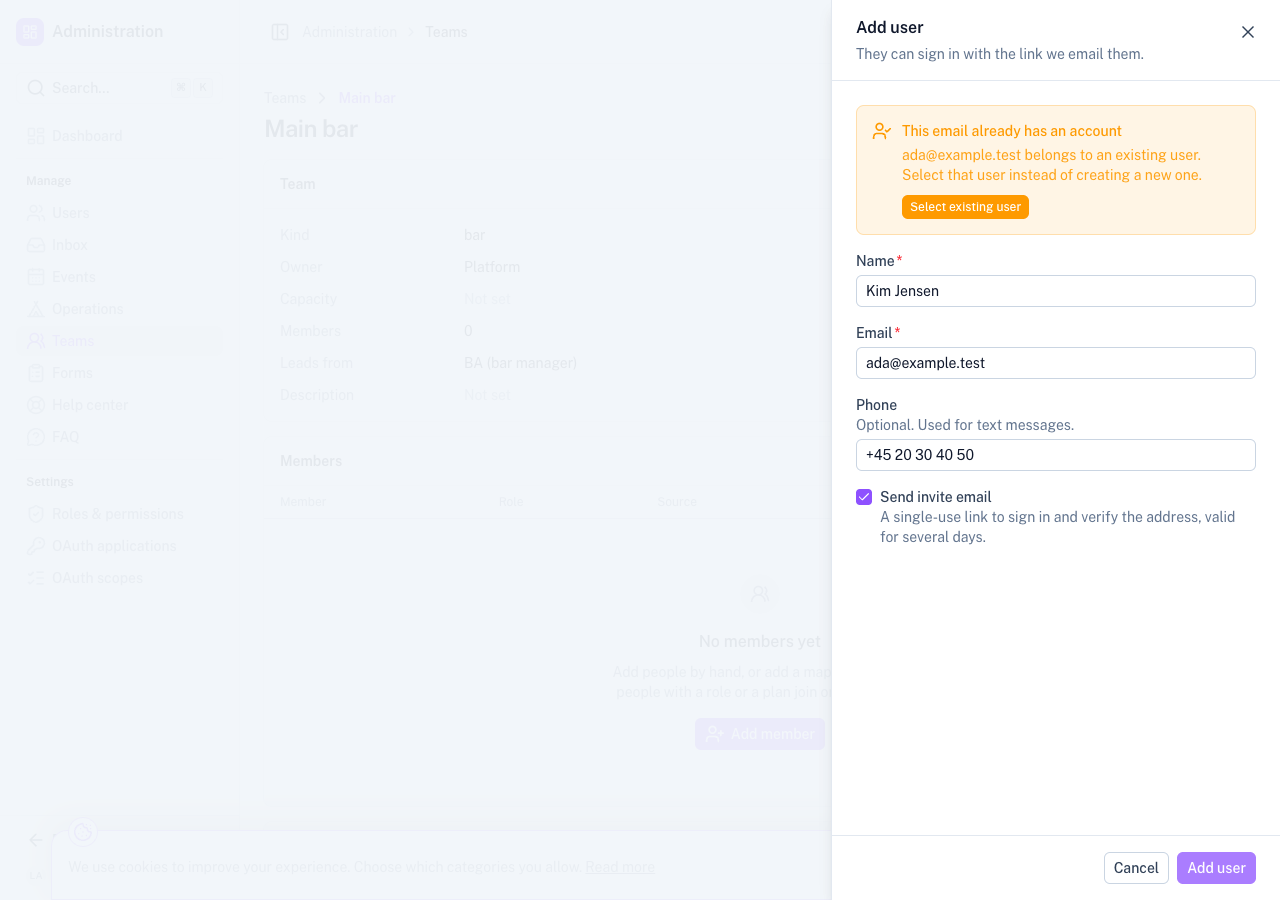 Administration
Administration > Teams
Search...
⌘ K
Teams > Main bar
Main bar
Dashboard
Manage
Users
Inbox
Events
Operations
Teams
Forms
Help center
FAQ
Settings
Roles & permissions
OAuth applications
OAuth scopes
Team
Kind bar
Owner Platform
Capacity Not set
Members 0
Leads from BA (bar manager)
Description Not set
Members
Member Role Source
No members yet
Add people by hand, or add a
people with a role or a plan join
Add member
We use cookies to improve your experience. Choose which categories you allow. Read more
Add user
They can sign in with the link we email them.
This email already has an account
ada@example.test belongs to an existing user.
Select that user instead of creating a new one.
Select existing user
Name*
Kim Jensen
Email*
ada@example.test
Phone
Optional. Used for text messages.
+45 20 30 40 50
Send invite email
A single-use link to sign in and verify the address, valid
for several days.
Cancel
Add user